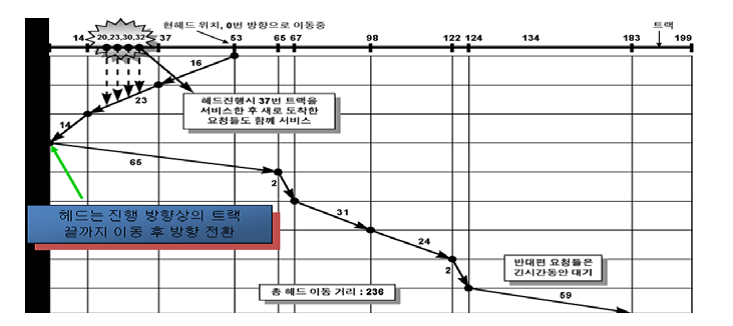 현헤드 위치, 0번 방향으로 이동중
트랙
14 20,23,30,32 37 53 65 67 98 122 124 134 183 199
16
23
헤드진행시 37번 트랙을
서비스한 후 새로 도착한
요청들도 함께 서비스
14
65
2
헤드는 진행 방향상의 트랙
끝까지 이동 후 방향 전환
31
24
2
반대편 요청들은
긴시간동안 대기
총 헤드 이동 거리 : 236
59